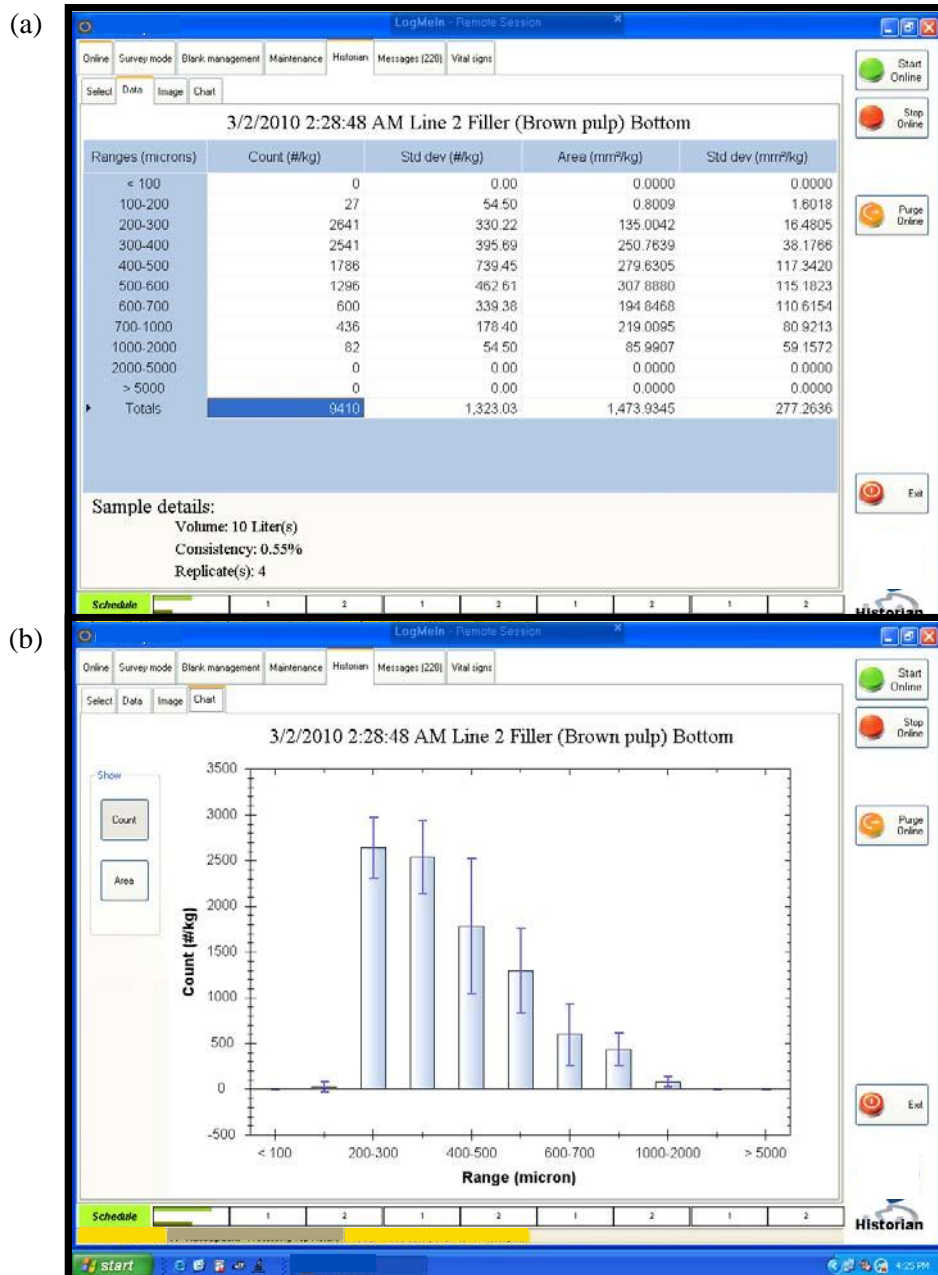 (a)
LogMeIn - Remote Session
Online Survey mode Blank management Maintenance Historian Messages (228) Vital signs
Select Data Image Chart
3/2/2010 2:28:48 AM Line 2 Filler (Brown pulp) Bottom
Ranges (microns) Count (#/kg) Std dev (#/kg) Area (mm²/kg) Std dev (mm²/kg)
< 100 0 0.00 0.0000 0.0000
100-200 27 54.50 0.8009 1.6018
200-300 2641 330.22 135.0042 16.4805
300-400 2541 395.69 250.7639 38.1766
400-500 1786 739.45 279.6305 117.3420
500-600 1296 462.61 307.8880 115.1823
600-700 600 339.38 194.8468 110.6154
700-1000 436 178.40 219.0095 80.9213
1000-2000 82 54.50 85.9907 59.1572
2000-5000 0 0.00 0.0000 0.0000
> 5000 0 0.00 0.0000 0.0000
Totals 9410 1,323.03 1,473.9345 277.2636
Sample details:
Volume: 10 Liter(s)
Consistency: 0.55%
Replicate(s): 4
Start
Online
Stop
Online
Purge
Online
Exit
Schedule 1 2 1 2 1 2 1 2
Historian
(b)
LogMeIn - Remote Session
Online Survey mode Blank management Maintenance Historian Messages (228) Vital signs
Select Data Image Chart
3/2/2010 2:28:48 AM Line 2 Filler (Brown pulp) Bottom
Show
Count
Area
Count (#/kg)
3500
3000
2500
2000
1500
1000
500
0
-500
< 100 200-300 400-500 600-700 1000-2000 > 5000
Range (micron)
Start
Online
Stop
Online
Purge
Online
Exit
Schedule 1 2 1 2 1 2 1 2
Historian
start 4:25 PM